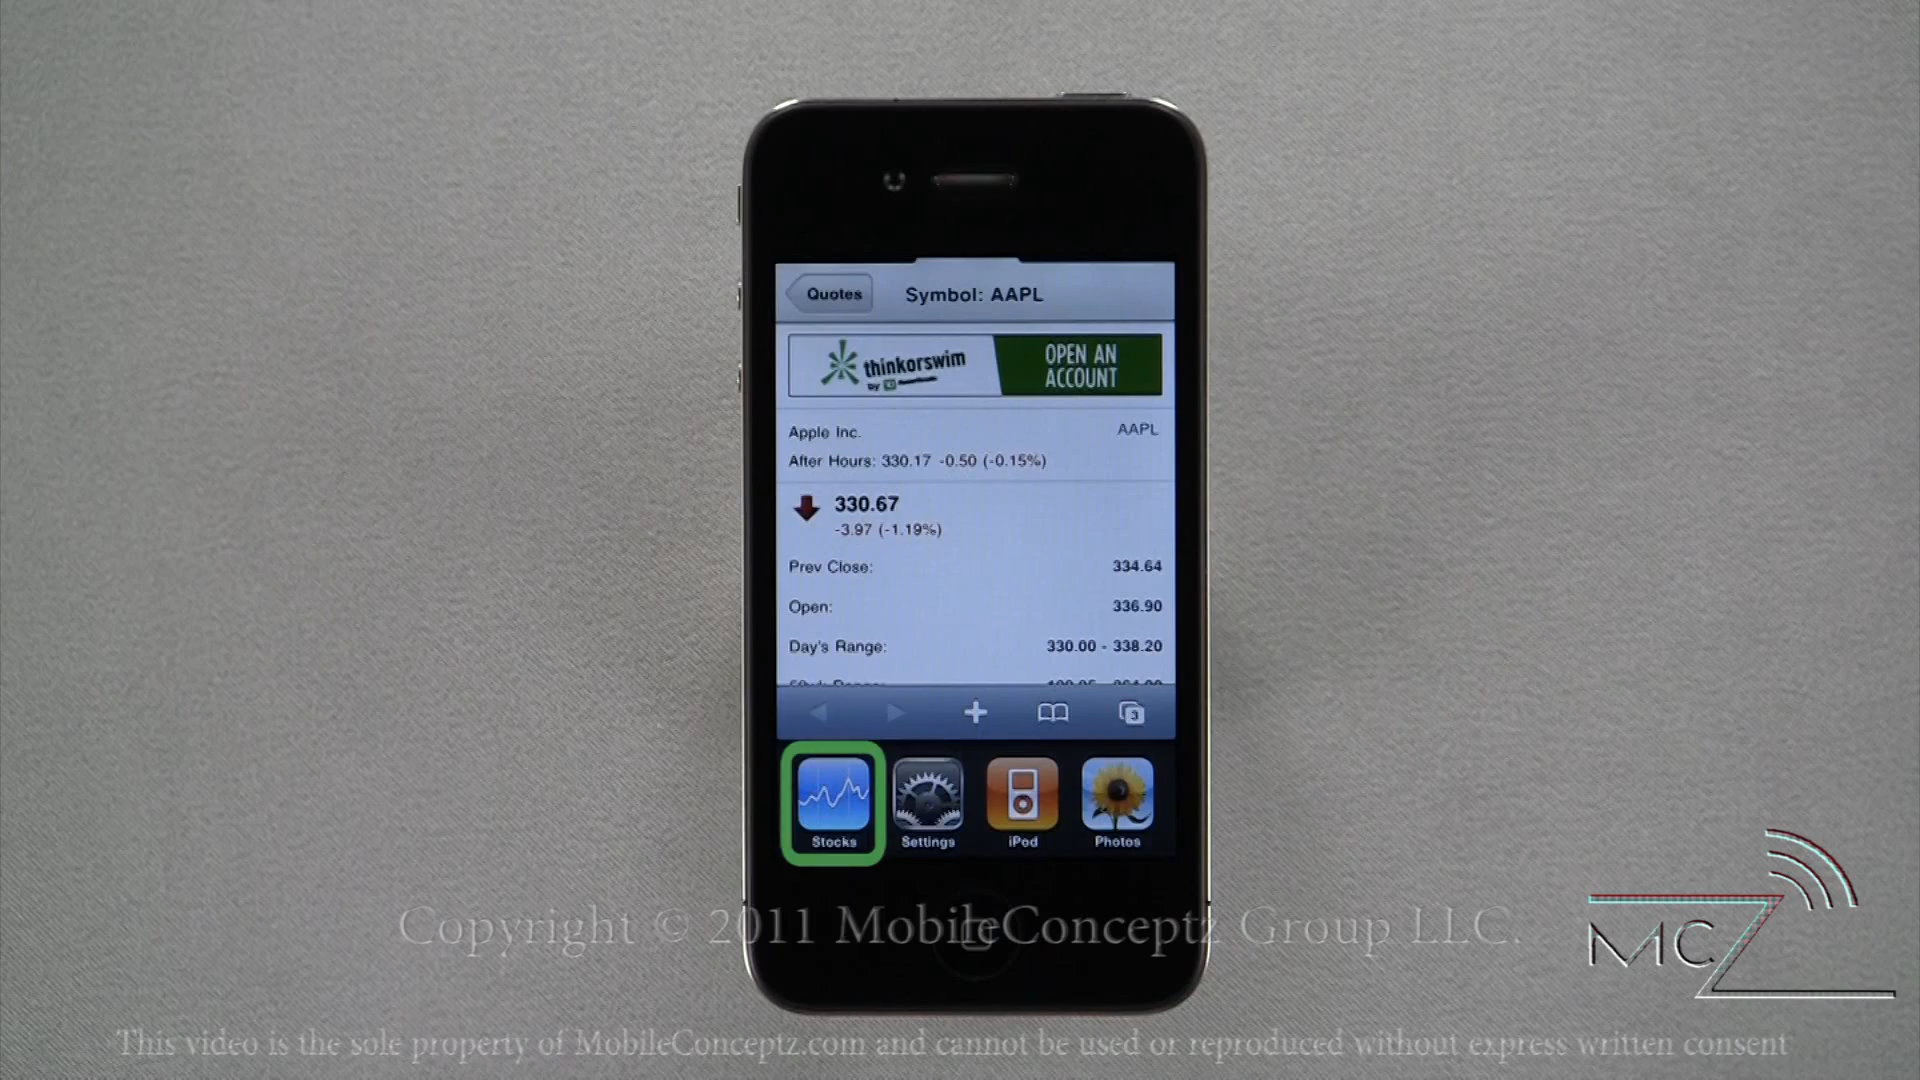 Quotes
Symbol: AAPL
thinkorswim
by
OPEN AN
ACCOUNT
Apple Inc.
AAPL
After Hours: 330.17 -0.50 (-0.15%)
330.67
-3.97 (-1.19%)
Prev Close: 334.64
Open: 336.90
Day's Range: 330.00 - 338.20
3
Stocks
Settings
iPod
Photos
Copyright © 2011 MobileConceptz Group LLC.
MCZ
This video is the sole property of MobileConceptz.com and cannot be used or reproduced without express written consent